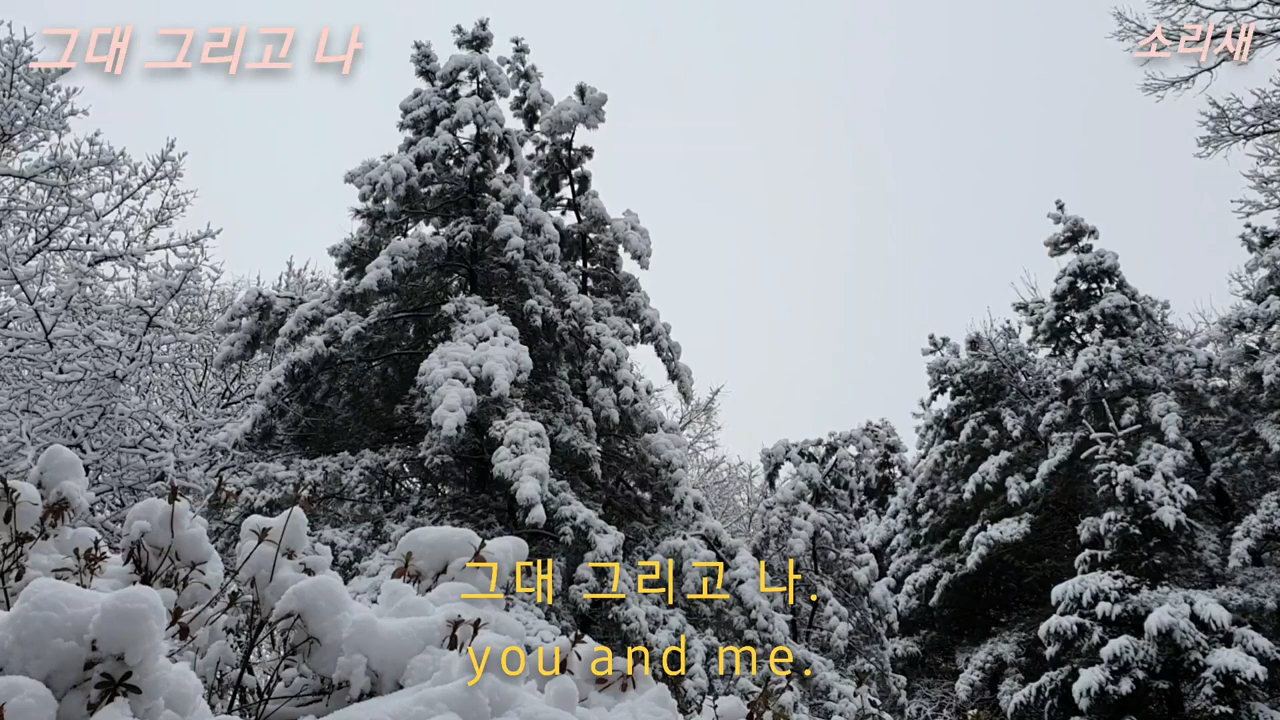 그대 그리고 나
소리새
그대 그리고 나.
you and me.